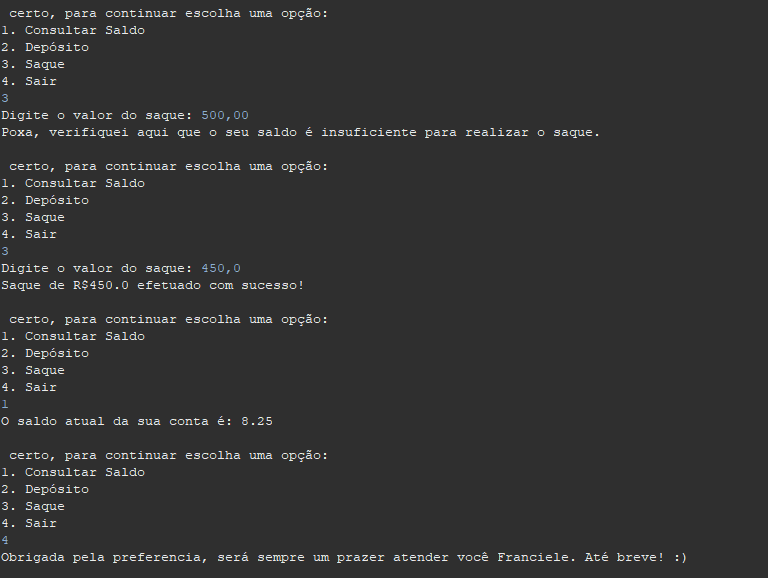 certo, para continuar escolha uma opção:
1. Consultar Saldo
2. Depósito
3. Saque
4. Sair
3
Digite o valor do saque: 500,00
Poxa, verifiquei aqui que o seu saldo é insuficiente para realizar o saque.
certo, para continuar escolha uma opção:
1. Consultar Saldo
2. Depósito
3. Saque
4. Sair
3
Digite o valor do saque: 450,0
Saque de R$450.0 efetuado com sucesso!
certo, para continuar escolha uma opção:
1. Consultar Saldo
2. Depósito
3. Saque
4. Sair
1
O saldo atual da sua conta é: 8.25
certo, para continuar escolha uma opção:
1. Consultar Saldo
2. Depósito
3. Saque
4. Sair
4
Obrigada pela preferencia, será sempre um prazer atender você Franciele. Até breve! :)